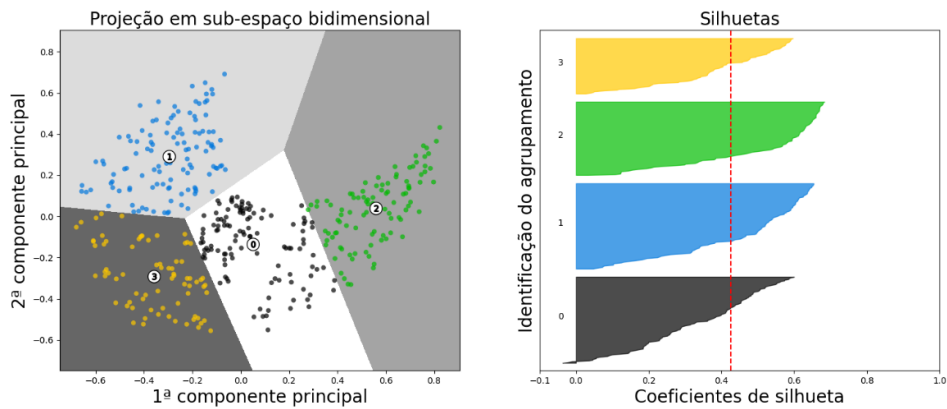 Projeção em sub-espaço bidimensional
2ª componente principal
0.8
0.6
0.4
0.2
0.0
−0.2
−0.4
−0.6
1
2
0
3
−0.6 −0.4 −0.2 0.0 0.2 0.4 0.6 0.8
1ª componente principal
Silhuetas
Identificação do agrupamento
3
2
1
0
−0.1 0.0 0.2 0.4 0.6 0.8 1.0
Coeficientes de silhueta